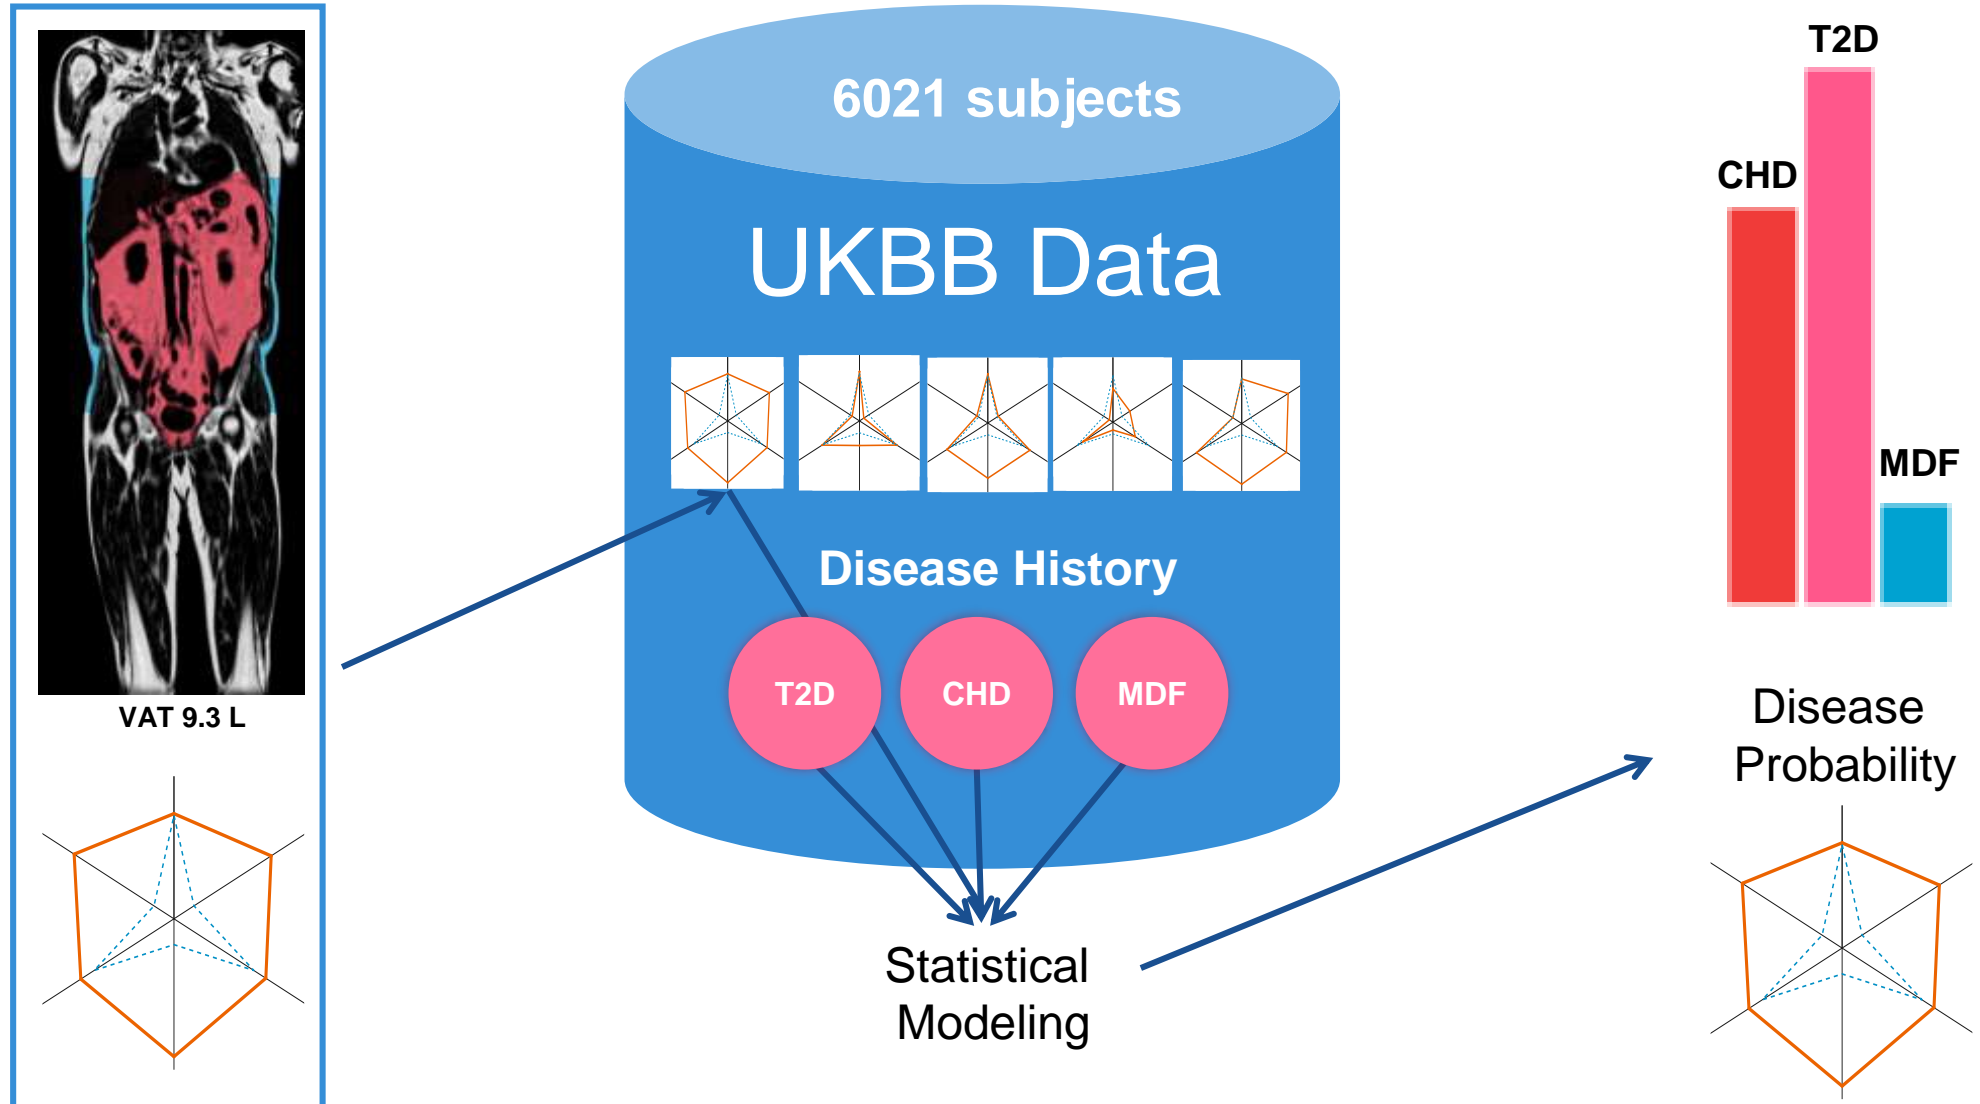 VAT 9.3 L
6021 subjects
UKBB Data
Disease History
T2D
CHD
MDF
Statistical
Modeling
T2D
CHD
MDF
Disease
Probability